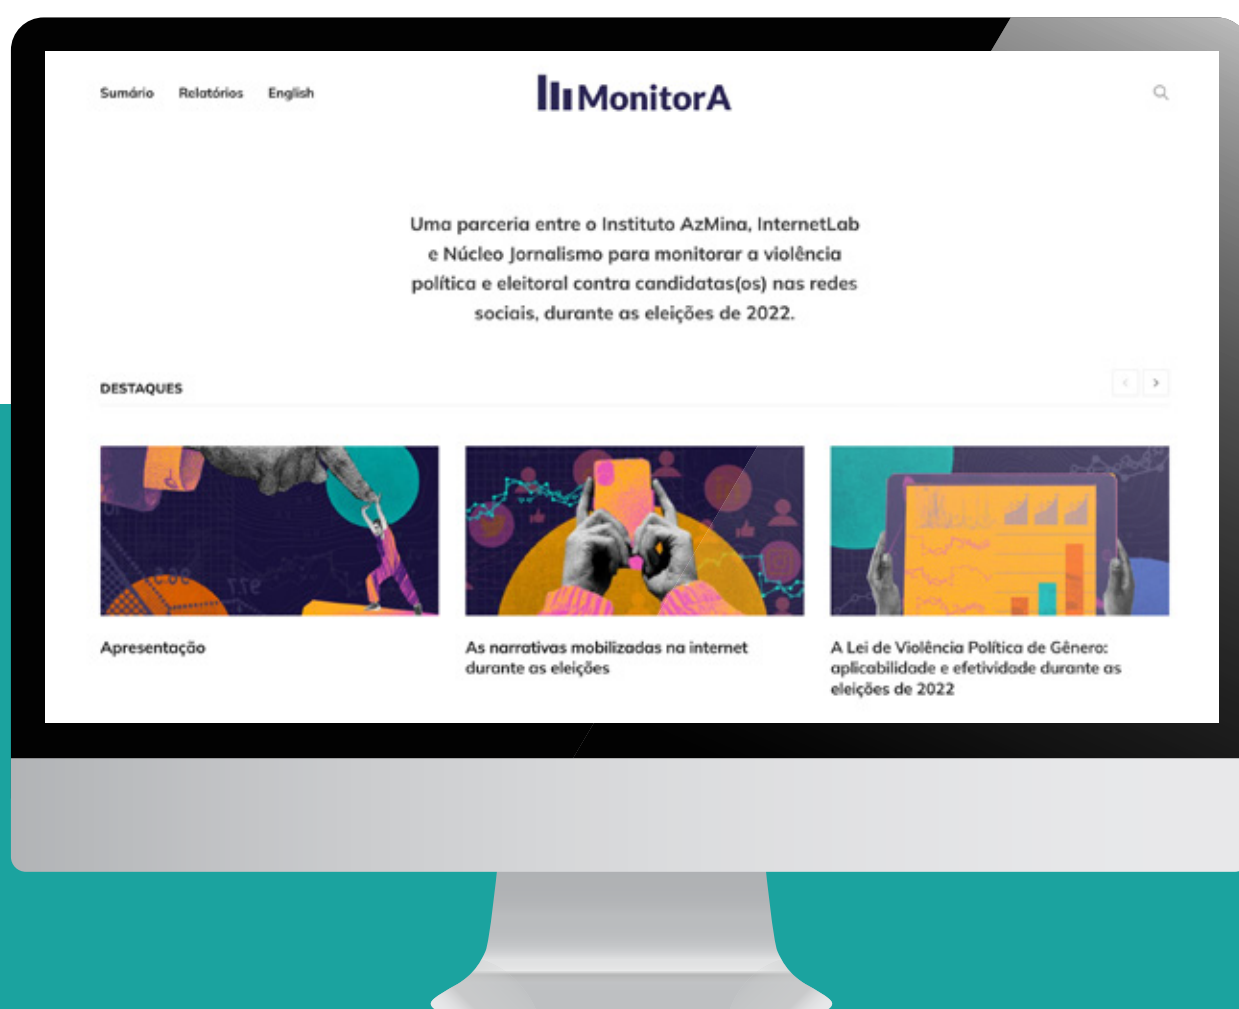 Sumário Relatórios English
MonitorA
Uma parceria entre o Instituto AzMina, InternetLab
e Núcleo Jornalismo para monitorar a violência
política e eleitoral contra candidatas(os) nas redes
sociais, durante as eleições de 2022.
DESTAQUES
Apresentação
As narrativas mobilizadas na internet
durante as eleições
A Lei de Violência Política de Gênero:
aplicabilidade e efetividade durante as
eleições de 2022